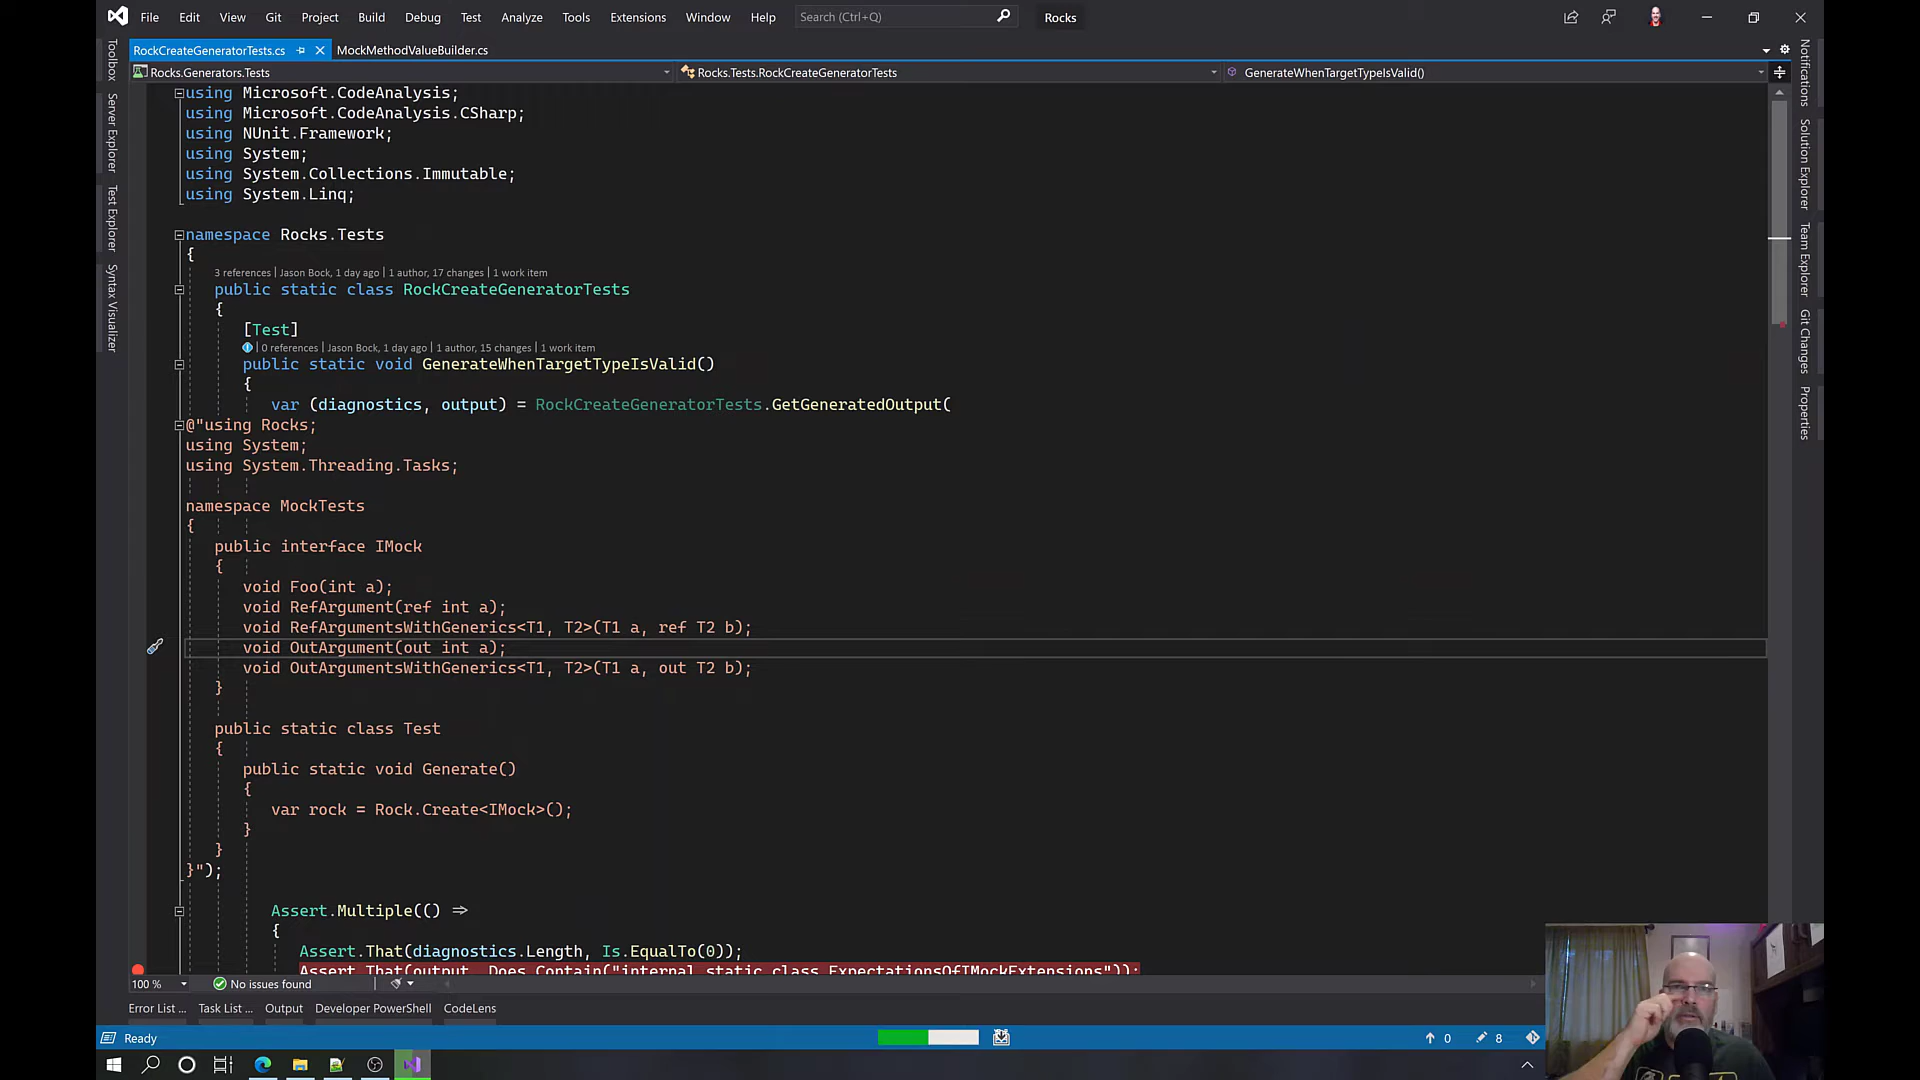 File Edit View Git Project Build Debug Test Analyze Tools Extensions Window Help Search (Ctrl+Q) Rocks
RockCreateGeneratorTests.cs MockMethodValueBuilder.cs
Rocks.Generators.Tests Rocks.Tests.RockCreateGeneratorTests GenerateWhenTargetTypeIsValid()
Toolbox
Server Explorer
Test Explorer
Syntax Visualizer
using Microsoft.CodeAnalysis;
using Microsoft.CodeAnalysis.CSharp;
using NUnit.Framework;
using System;
using System.Collections.Immutable;
using System.Linq;
namespace Rocks.Tests
{
3 references | Jason Bock, 1 day ago | 1 author, 17 changes | 1 work item
public static class RockCreateGeneratorTests
{
[Test]
0 references | Jason Bock, 1 day ago | 1 author, 15 changes | 1 work item
public static void GenerateWhenTargetTypeIsValid()
{
var (diagnostics, output) = RockCreateGeneratorTests.GetGeneratedOutput(
@"using Rocks;
using System;
using System.Threading.Tasks;
namespace MockTests
{
public interface IMock
{
void Foo(int a);
void RefArgument(ref int a);
void RefArgumentsWithGenerics<T1, T2>(T1 a, ref T2 b);
void OutArgument(out int a);
void OutArgumentsWithGenerics<T1, T2>(T1 a, out T2 b);
}
public static class Test
{
public static void Generate()
{
var rock = Rock.Create<IMock>();
}
}
}");
Assert.Multiple(() =>
{
Assert.That(diagnostics.Length, Is.EqualTo(0));
Assert.That(output, Does.Contain("internal static class ExpectationsOfIMockExtensions"));
Notifications
Solution Explorer
Team Explorer
Git Changes
Properties
100 % No issues found
Error List ... Task List ... Output Developer PowerShell CodeLens
Ready 0 8